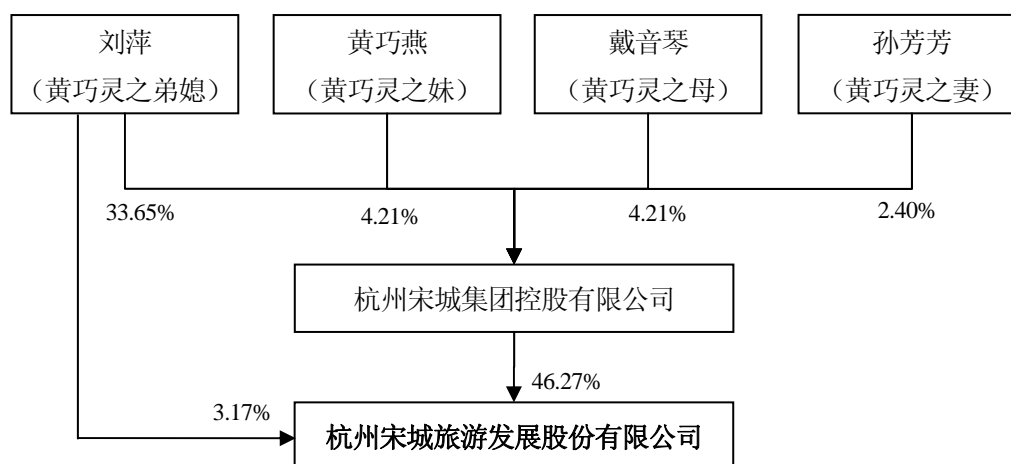 刘萍
（黄巧灵之弟媳）
黄巧燕
（黄巧灵之妹）
戴音琴
（黄巧灵之母）
孙芳芳
（黄巧灵之妻）
33.65%
4.21%
4.21%
2.40%
杭州宋城集团控股有限公司
46.27%
3.17%
杭州宋城旅游发展股份有限公司